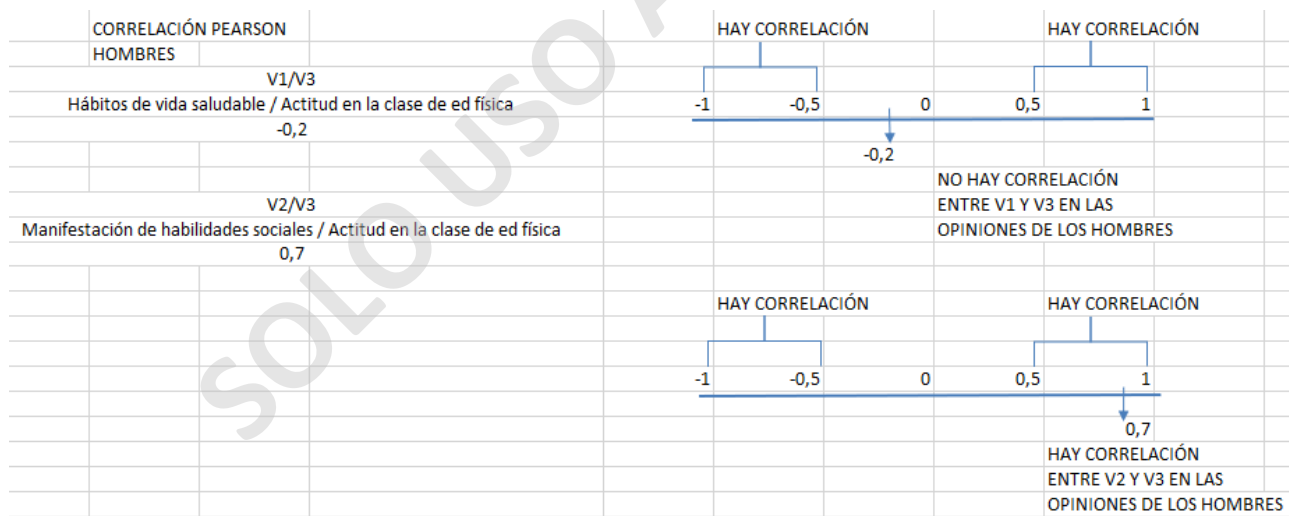 CORRELACIÓN PEARSON
HOMBRES
V1/V3
Hábitos de vida saludable / Actitud en la clase de ed física
-0,2
V2/V3
Manifestación de habilidades sociales / Actitud en la clase de ed física
0,7
HAY CORRELACIÓN HAY CORRELACIÓN
-1 -0,5 0 0,5 1
-0,2
NO HAY CORRELACIÓN
ENTRE V1 Y V3 EN LAS
OPINIONES DE LOS HOMBRES
HAY CORRELACIÓN HAY CORRELACIÓN
-1 -0,5 0 0,5 1
0,7
HAY CORRELACIÓN
ENTRE V2 Y V3 EN LAS
OPINIONES DE LOS HOMBRES
SOLO USO A